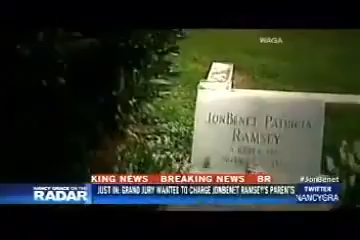 WAGA
JonBenet Patricia
Ramsey
#JonBenet
KING NEWS BREAKING NEWS BR
NANCY GRACE ON THE
RADAR
JUST IN: GRAND JURY WANTED TO CHARGE JONBENET RAMSEY'S PARENTS
TWITTER
NANCYGRA